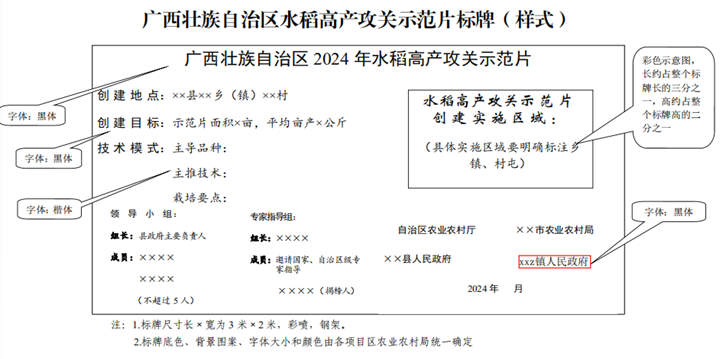 广西壮族自治区水稻高产攻关示范片标牌（样式）
广西壮族自治区 2024 年水稻高产攻关示范片
创建地点：××县××乡（镇）××村
创建目标：示范片面积×亩，平均亩产×公斤
技术模式：主导品种：
主推技术：
栽培要点：
水稻高产攻关示范片
创建实施区域：
（具体实施区域要明确标注乡
镇、村屯）
彩色示意图，
长约占整个标
牌长的三分之
一，高约占整
个标牌高的二
分之一
字体：黑体
字体：黑体
字体：楷体
字体：黑体
领导小组：
组长：县政府主要负责人
成员：××××
××××
（不超过 5 人）
专家指导组：
组长：××××
成员：邀请国家、自治区级专
家指导
××××（揭榜人）
自治区农业农村厅
××市农业农村局
××县人民政府
xxz镇人民政府
2024年 月
注：1.标牌尺寸长×宽为 3 米×2 米，彩喷，钢架。
2.标牌底色、背景图案、字体大小和颜色由各项目区农业农村局统一确定